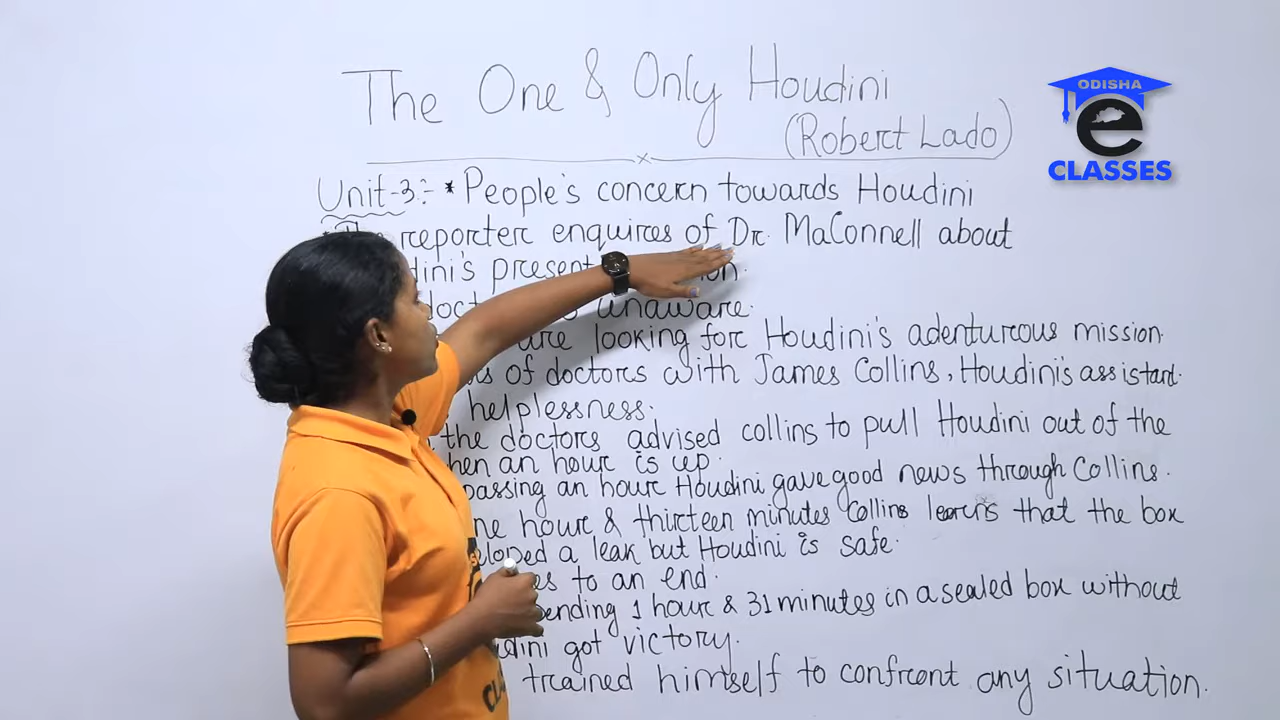 The One & Only Houdini
(Robert Lado)
ODISHA
e
CLASSES
Unit-3:- * People's concern towards Houdini
reporter enquires of Dr. MaConnell about
dini's present
unaware.
are looking for Houdini's adenturous mission.
of doctors with James Collins, Houdini's assistant.
helplessness.
the doctors advised collins to pull Houdini out of the
an hour is up.
passing an hour Houdini gave good news through Collins.
hour & thirteen minutes Collins learns that the box
a leak but Houdini is safe.
to an end.
1 hour & 31 minutes in a sealed box without
got victory.
trained himself to confront any situation.